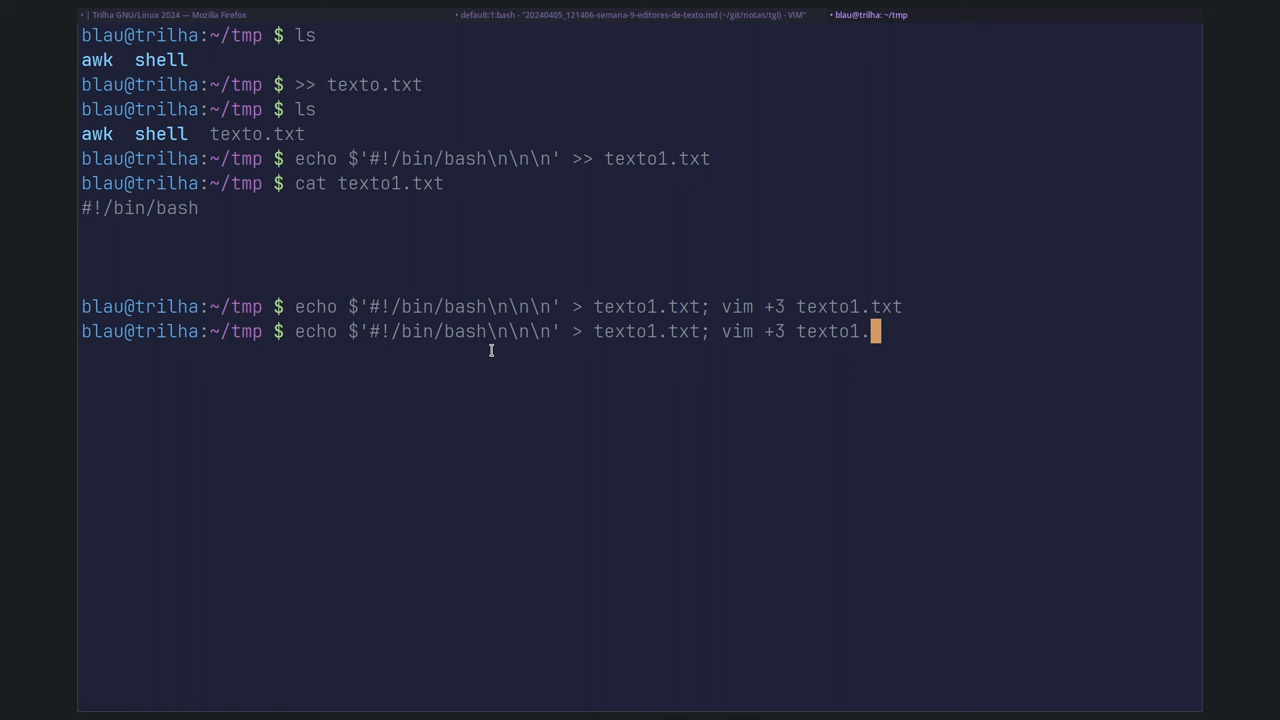 • | Trilha GNU/Linux 2024 — Mozilla Firefox • default:1:bash - "20240405_121406-semana-9-editores-de-texto.md (~/git/notas/tgl) - VIM" • blau@trilha: ~/tmp
blau@trilha:~/tmp $ ls
awk  shell
blau@trilha:~/tmp $ >> texto.txt
blau@trilha:~/tmp $ ls
awk  shell  texto.txt
blau@trilha:~/tmp $ echo $'#!/bin/bash\n\n\n' >> texto1.txt
blau@trilha:~/tmp $ cat texto1.txt
#!/bin/bash
blau@trilha:~/tmp $ echo $'#!/bin/bash\n\n\n' > texto1.txt; vim +3 texto1.txt
blau@trilha:~/tmp $ echo $'#!/bin/bash\n\n\n' > texto1.txt; vim +3 texto1.